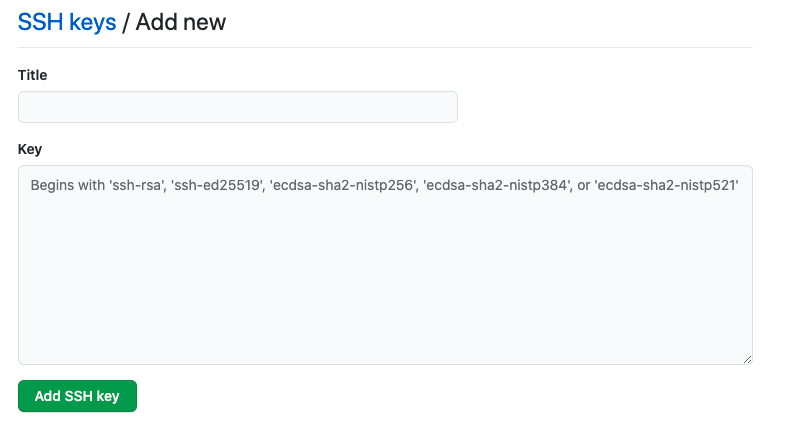 SSH keys / Add new
Title
Key
Begins with 'ssh-rsa', 'ssh-ed25519', 'ecdsa-sha2-nistp256', 'ecdsa-sha2-nistp384', or 'ecdsa-sha2-nistp521'
Add SSH key